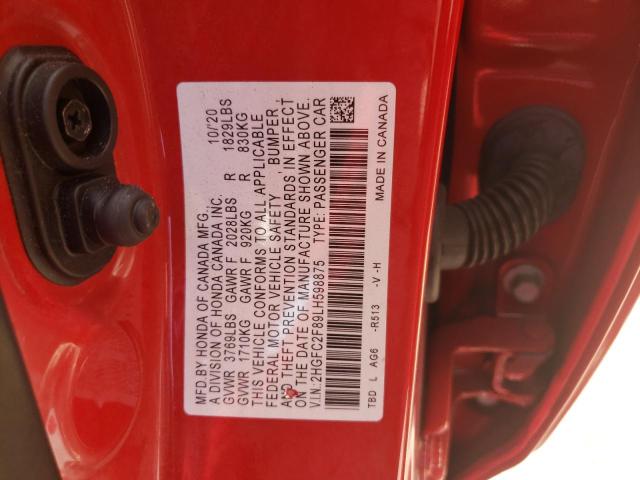 MFD.BY HONDA OF CANADA MFG., 10/'20
A DIVISION OF HONDA CANADA INC.
GVWR 3769LBS GAWR F 2028LBS R 1829LBS
GVWR 1710KG GAWR F 920KG R 830KG
THIS VEHICLE CONFORMS TO ALL APPLICABLE
FEDERAL MOTOR VEHICLE SAFETY, BUMPER,
AND THEFT PREVENTION STANDARDS IN EFFECT
ON THE DATE OF MANUFACTURE SHOWN ABOVE.
V.I.N: 2HGFC2F89LH598875 TYPE: PASSENGER CAR
TBD L AG6 -R513 -V -H MADE IN CANADA